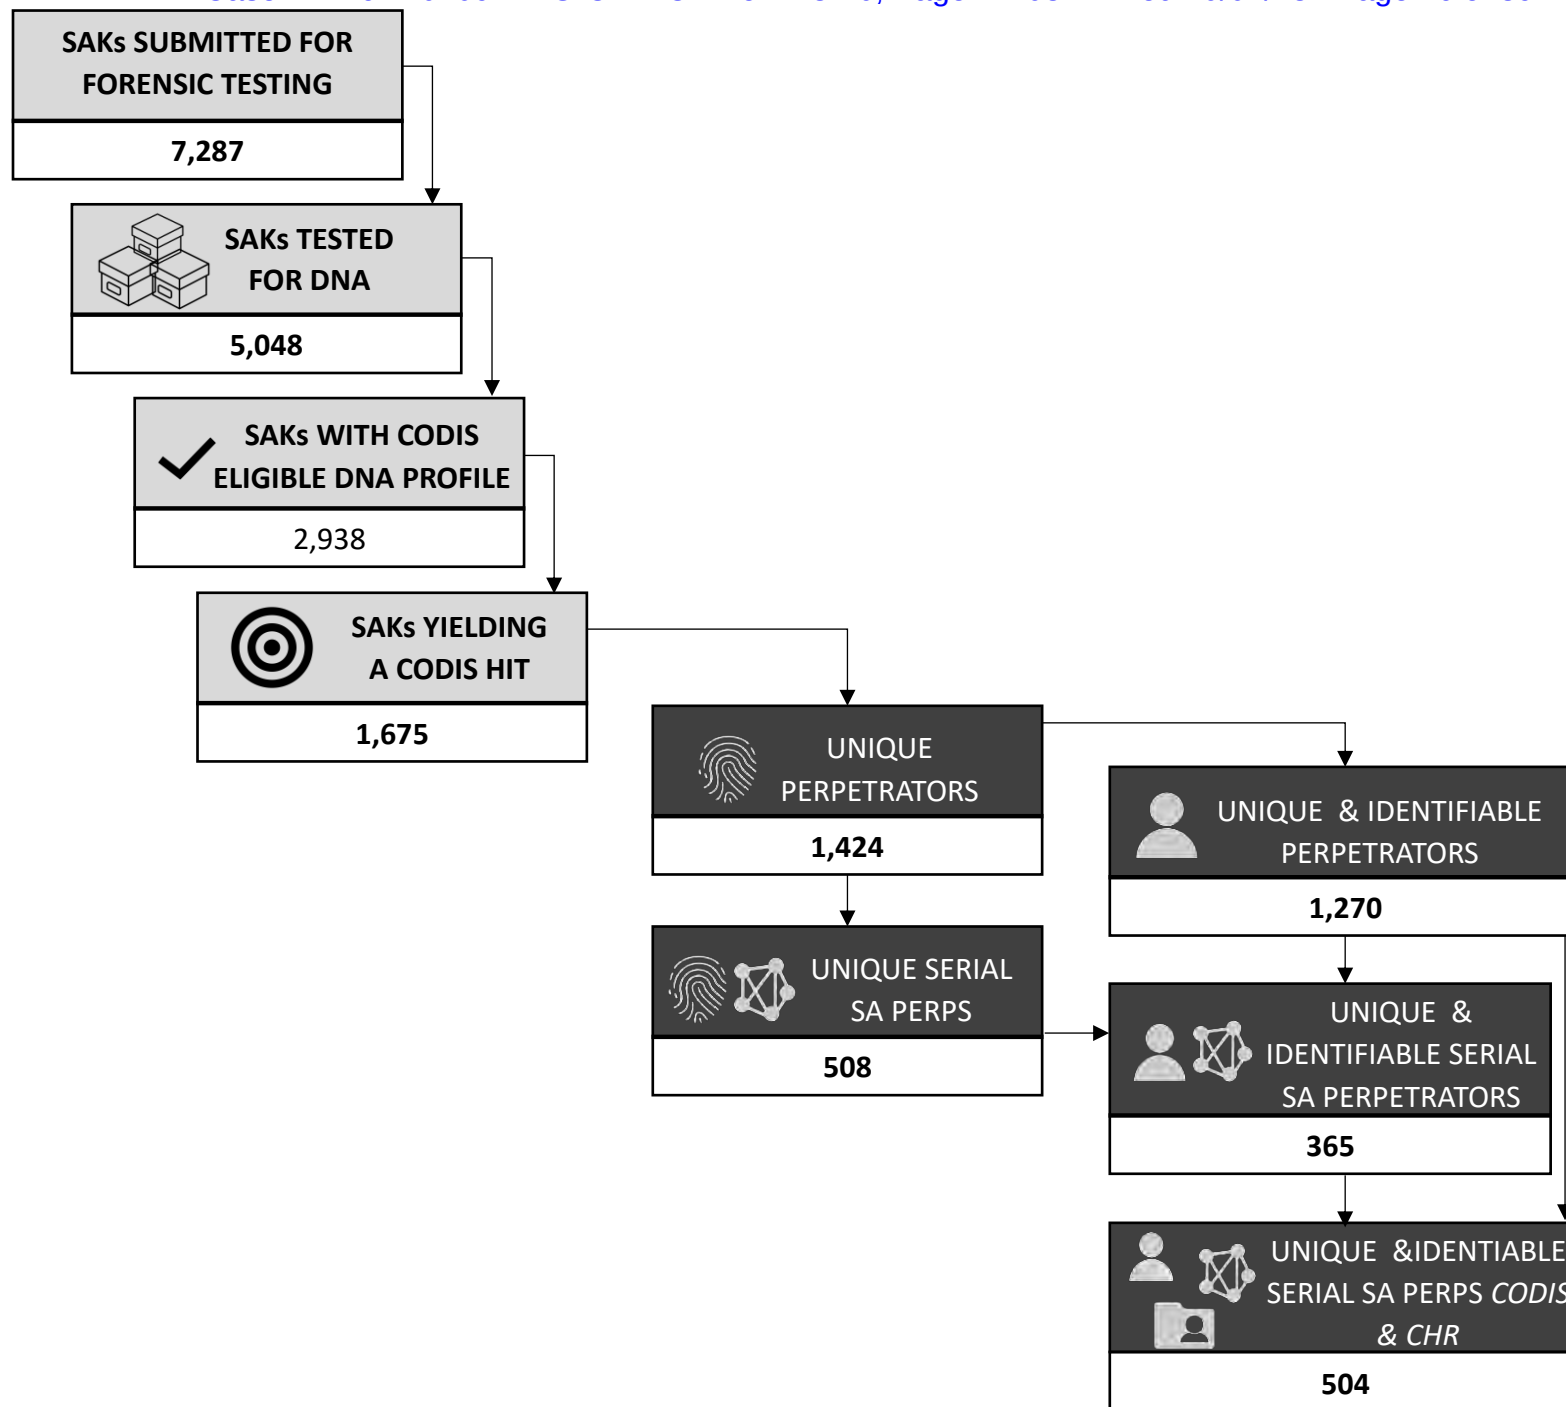 SAKs SUBMITTED FOR
FORENSIC TESTING
7,287
SAKs TESTED
FOR DNA
5,048
SAKs WITH CODIS
ELIGIBLE DNA PROFILE
2,938
SAKs YIELDING
A CODIS HIT
1,675
UNIQUE
PERPETRATORS
1,424
UNIQUE & IDENTIFIABLE
PERPETRATORS
1,270
UNIQUE SERIAL
SA PERPS
508
UNIQUE &
IDENTIFIABLE SERIAL
SA PERPETRATORS
365
UNIQUE &IDENTIABLE
SERIAL SA PERPS CODIS
& CHR
504